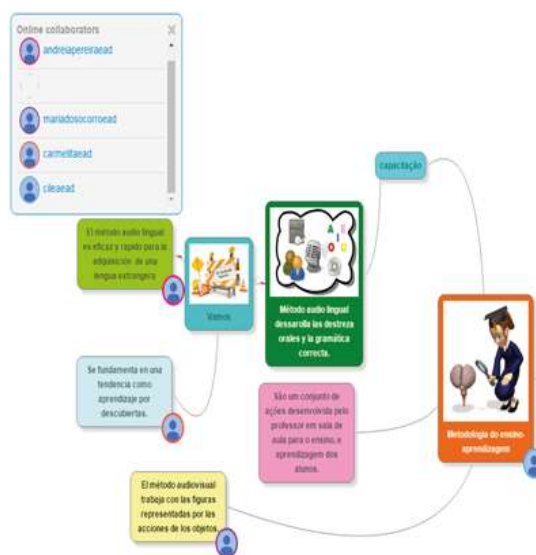 Online collaborators
andreiapereiraead
mariadosocorroead
carmelitaead
cileaead
capacitação
El método audio lingual
es eficaz y rapido para la
adquisición de una
lengua extrangera
Vamos
A E
I O U
Método audio lingual
dessarolla las destreza
orales y la gramática
correcta.
Se fundamenta en una
tendencia como
aprendizaje por
descubiertas.
São um conjunto de
ações desenvolvida pelo
professor em sala de
aula para o ensino, e
aprendizagem dos
alunos.
Metodologia do ensino-
aprendizagem
El método audiovisual
trabaja con las figuras
representadas por las
acciones de los objetos.